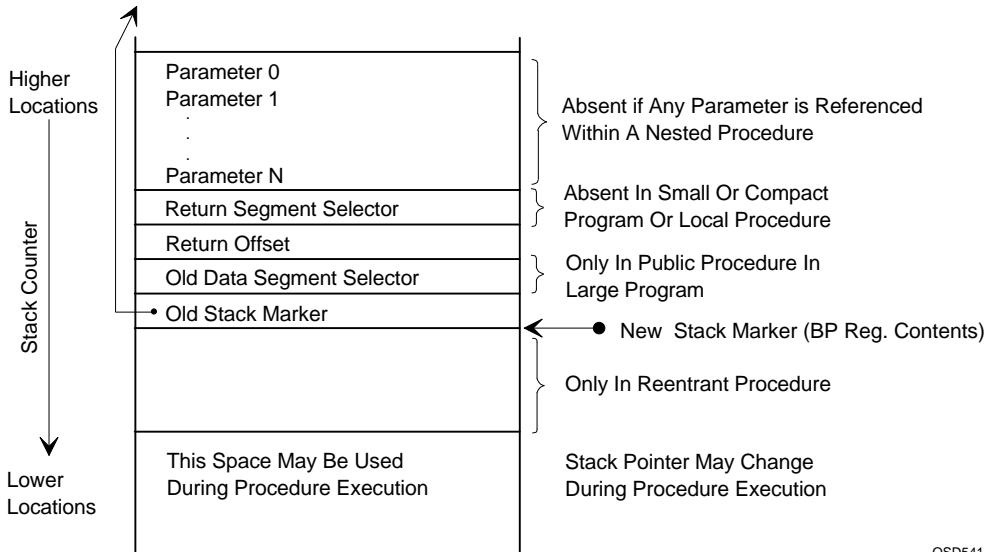 Higher
Locations
Stack Counter
Lower
Locations
Parameter 0
Parameter 1
.
.
.
Parameter N
Return Segment Selector
Return Offset
Old Data Segment Selector
Old Stack Marker
This Space May Be Used
During Procedure Execution
Absent if Any Parameter is Referenced
Within A Nested Procedure
Absent In Small Or Compact
Program Or Local Procedure
Only In Public Procedure In
Large Program
New Stack Marker (BP Reg. Contents)
Only In Reentrant Procedure
Stack Pointer May Change
During Procedure Execution
OSD541